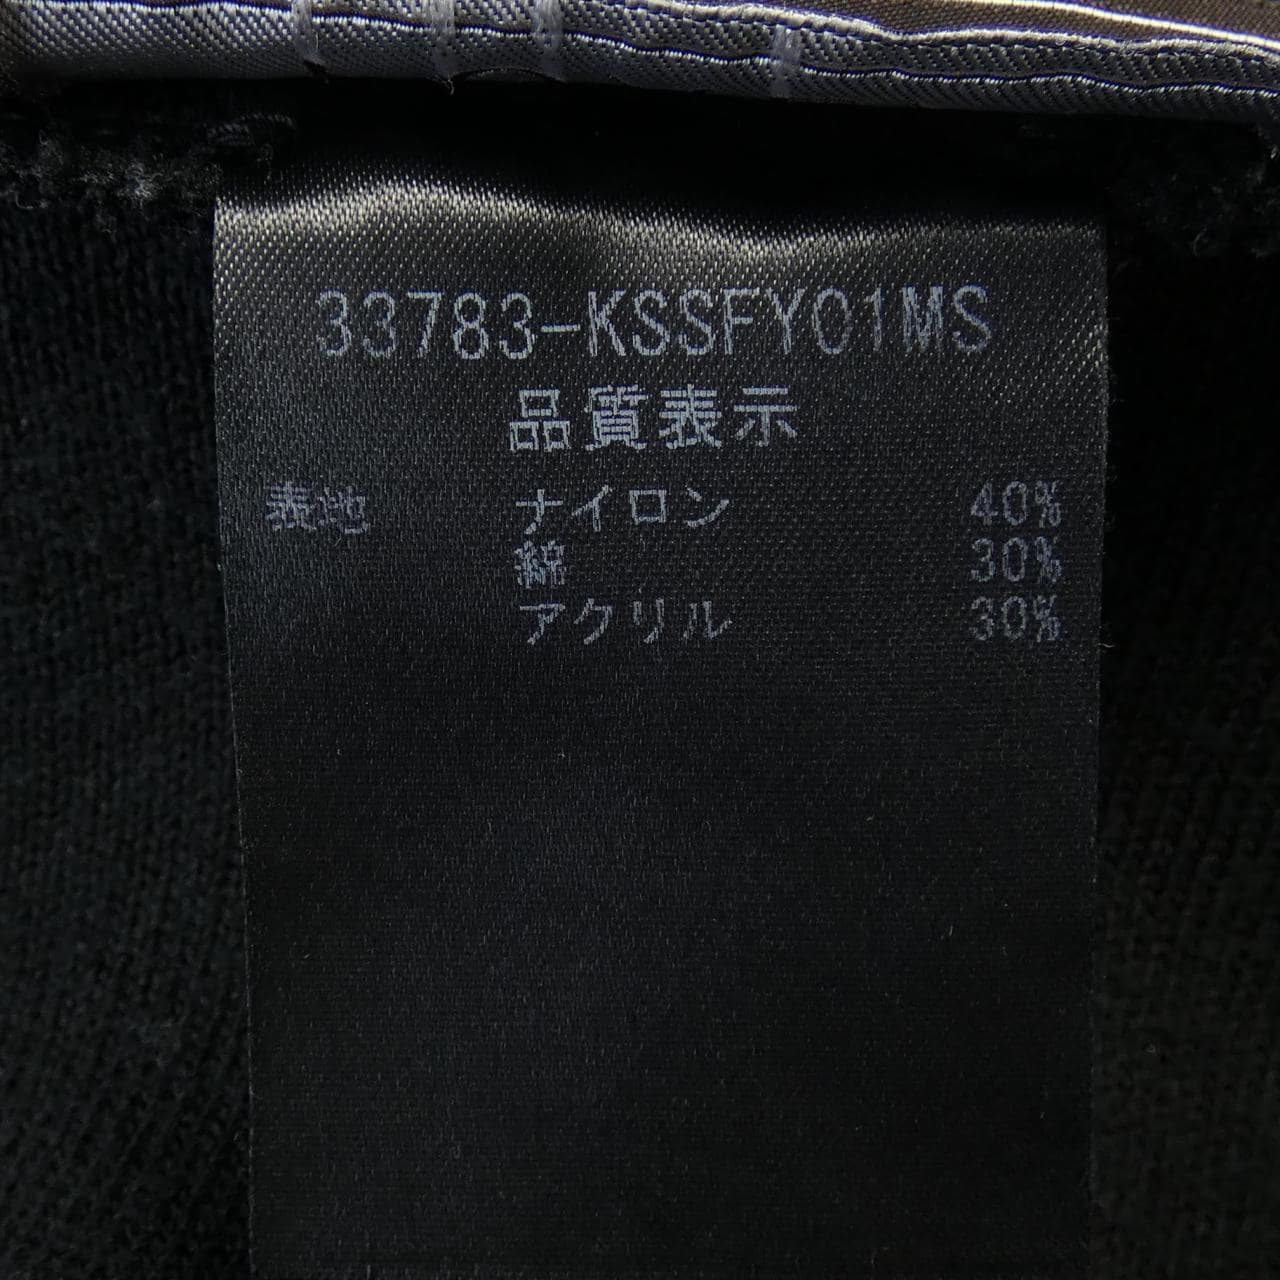 33783-KSSFY01MS
品質表示
表地 ナイロン 40%
綿 30%
アクリル 30%